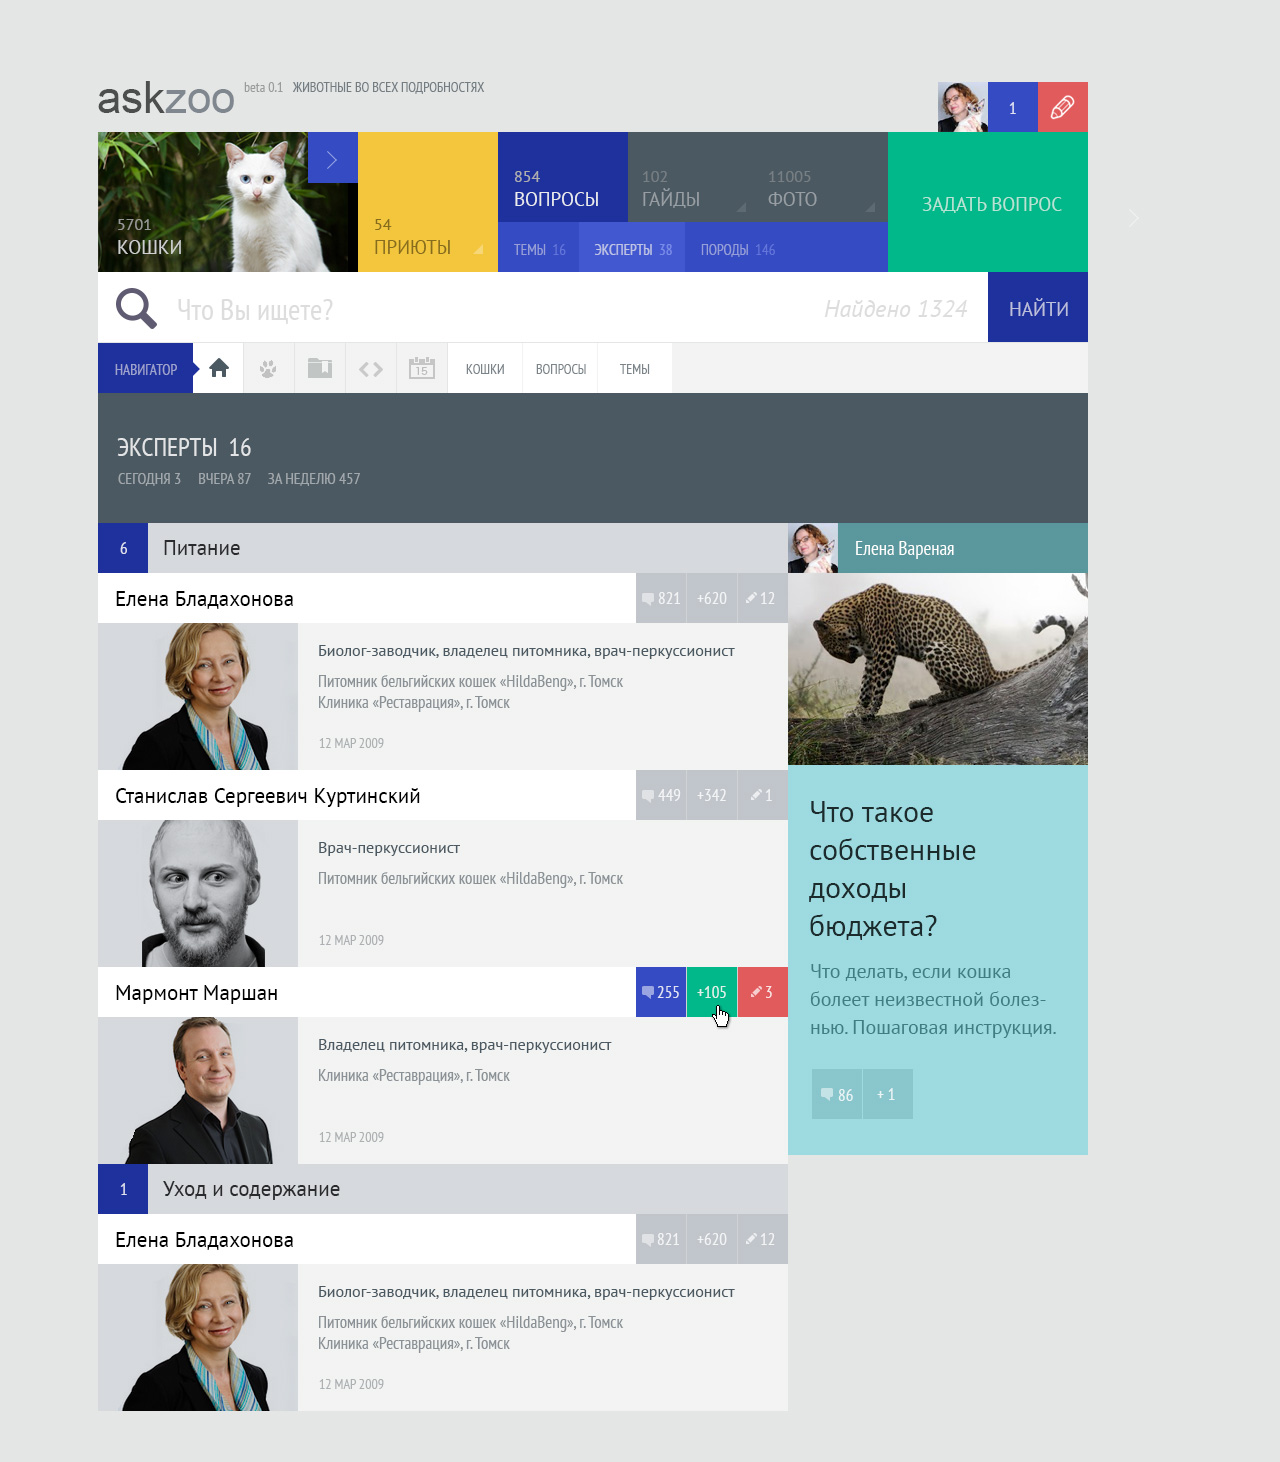 askzoo beta 0.1 ЖИВОТНЫЕ ВО ВСЕХ ПОДРОБНОСТЯХ
1
5701
КОШКИ
54
ПРИЮТЫ
854
ВОПРОСЫ
102
ГАЙДЫ
11005
ФОТО
ТЕМЫ 16
ЭКСПЕРТЫ 38
ПОРОДЫ 146
ЗАДАТЬ ВОПРОС
Что Вы ищете?
Найдено 1324
НАЙТИ
НАВИГАТОР
15
КОШКИ
ВОПРОСЫ
ТЕМЫ
ЭКСПЕРТЫ 16
СЕГОДНЯ 3 ВЧЕРА 87 ЗА НЕДЕЛЮ 457
6 Питание
Елена Бладахонова
821 +620 12
Биолог-заводчик, владелец питомника, врач-перкуссионист
Питомник бельгийских кошек «HildaBeng», г. Томск
Клиника «Реставрация», г. Томск
12 МАР 2009
Станислав Сергеевич Куртинский
449 +342 1
Врач-перкуссионист
Питомник бельгийских кошек «HildaBeng», г. Томск
12 МАР 2009
Мармонт Маршан
255 +105 3
Владелец питомника, врач-перкуссионист
Клиника «Реставрация», г. Томск
12 МАР 2009
1 Уход и содержание
Елена Бладахонова
821 +620 12
Биолог-заводчик, владелец питомника, врач-перкуссионист
Питомник бельгийских кошек «HildaBeng», г. Томск
Клиника «Реставрация», г. Томск
12 МАР 2009
Елена Вареная
Что такое
собственные
доходы
бюджета?
Что делать, если кошка
болеет неизвестной болез-
нью. Пошаговая инструкция.
86 + 1